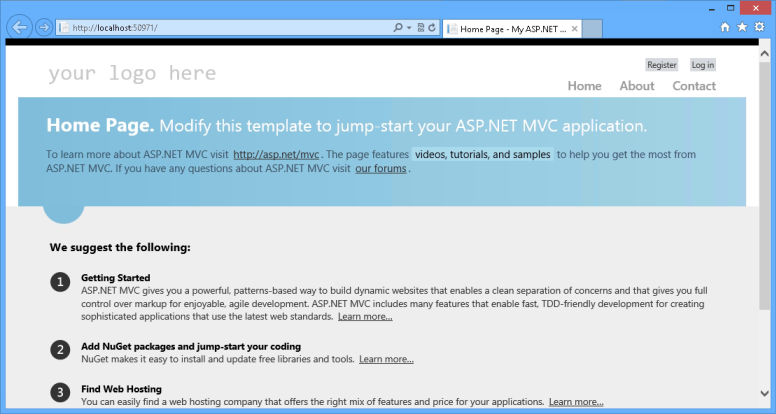 http://localhost:50971/
Home Page - My ASP.NET ...
Register Log in
your logo here
Home About Contact
Home Page. Modify this template to jump-start your ASP.NET MVC application.
To learn more about ASP.NET MVC visit http://asp.net/mvc. The page features videos, tutorials, and samples to help you get the most from
ASP.NET MVC. If you have any questions about ASP.NET MVC visit our forums.
We suggest the following:
1 Getting Started
ASP.NET MVC gives you a powerful, patterns-based way to build dynamic websites that enables a clean separation of concerns and that gives you full
control over markup for enjoyable, agile development. ASP.NET MVC includes many features that enable fast, TDD-friendly development for creating
sophisticated applications that use the latest web standards. Learn more...
2 Add NuGet packages and jump-start your coding
NuGet makes it easy to install and update free libraries and tools. Learn more...
3 Find Web Hosting
You can easily find a web hosting company that offers the right mix of features and price for your applications. Learn more...